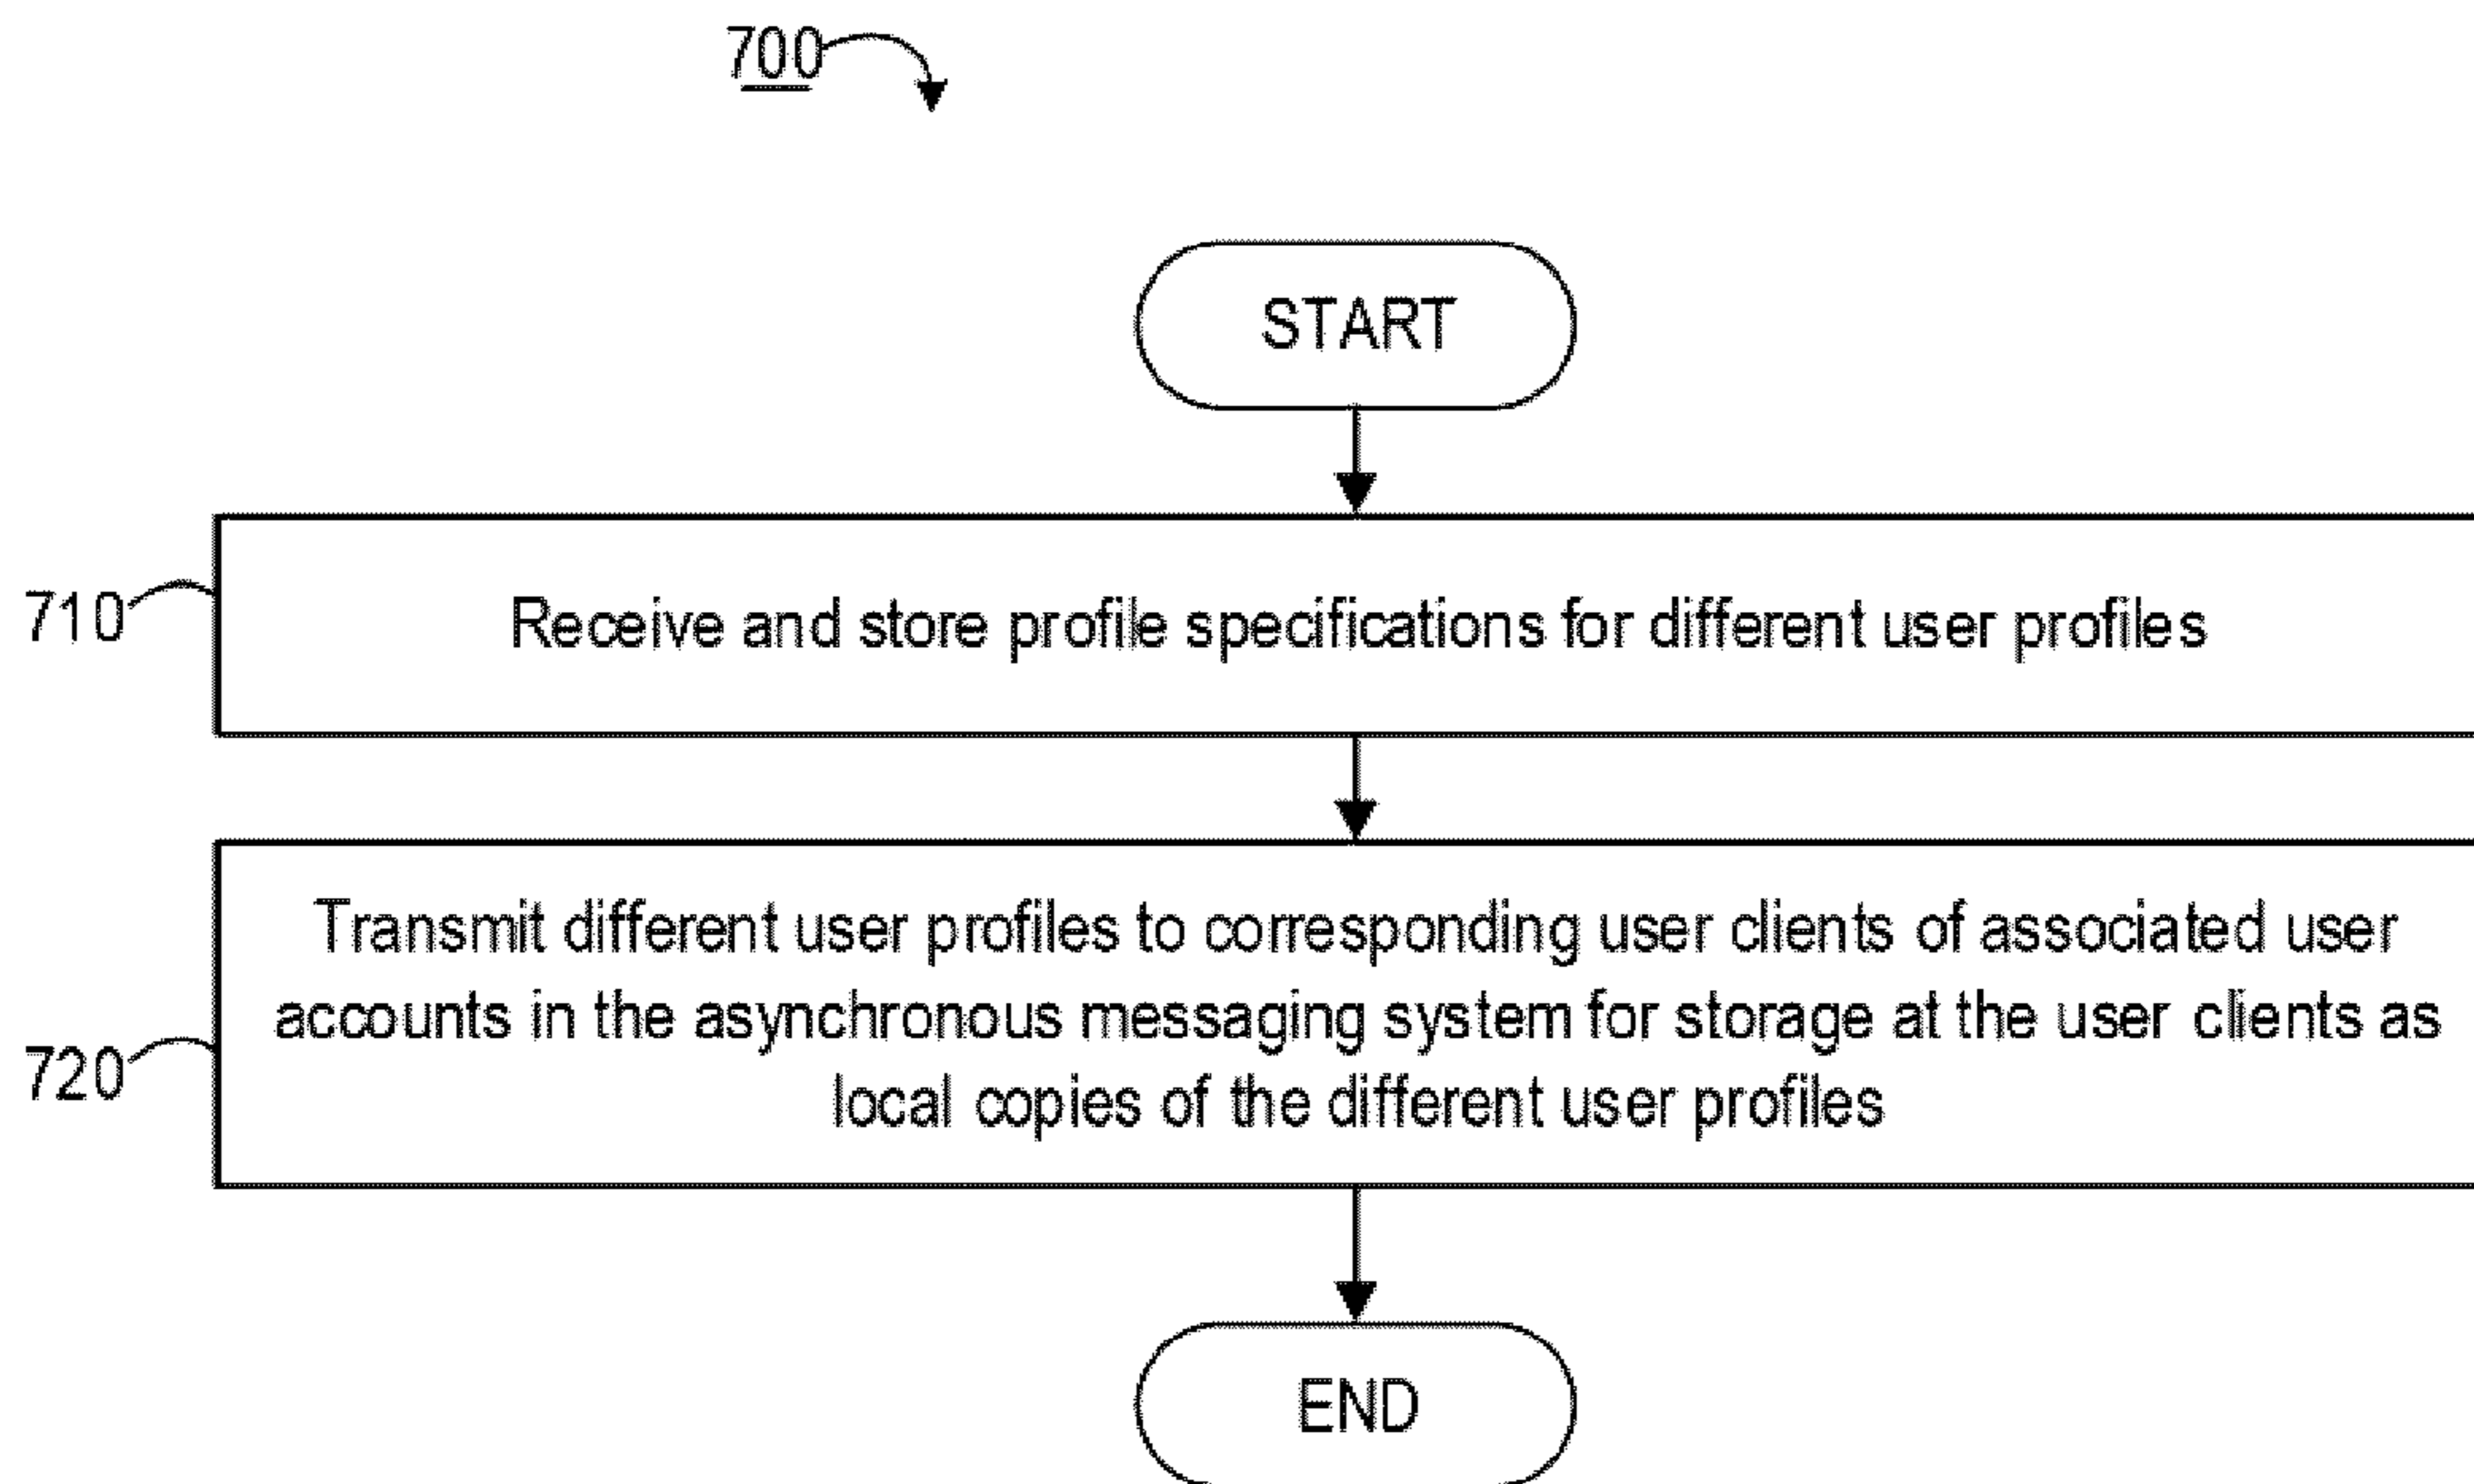 700
START
710
Receive and store profile specifications for different user profiles
Transmit different user profiles to corresponding user clients of associated user
accounts in the asynchronous messaging system for storage at the user clients as
720
local copies of the different user profiles
END